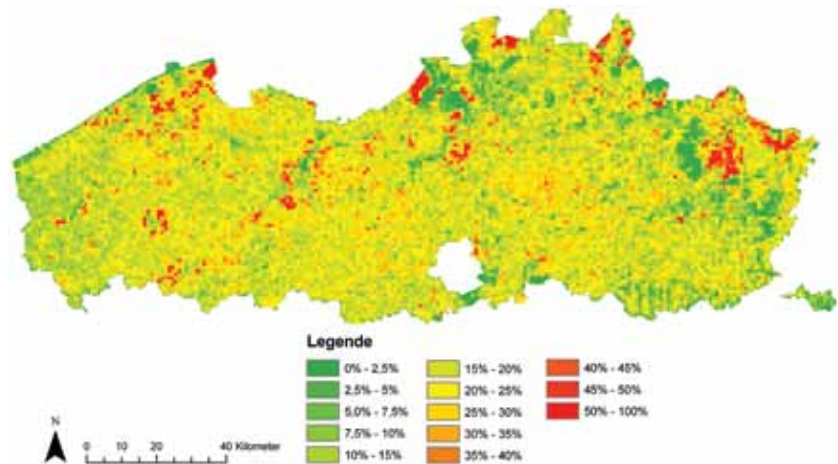 Legende
0% - 2,5%
2,5% - 5%
5,0% - 7,5%
7,5% - 10%
10% - 15%
15% - 20%
20% - 25%
25% - 30%
30% - 35%
35% - 40%
40% - 45%
45% - 50%
50% - 100%
N
0 10 20 40 Kilometer